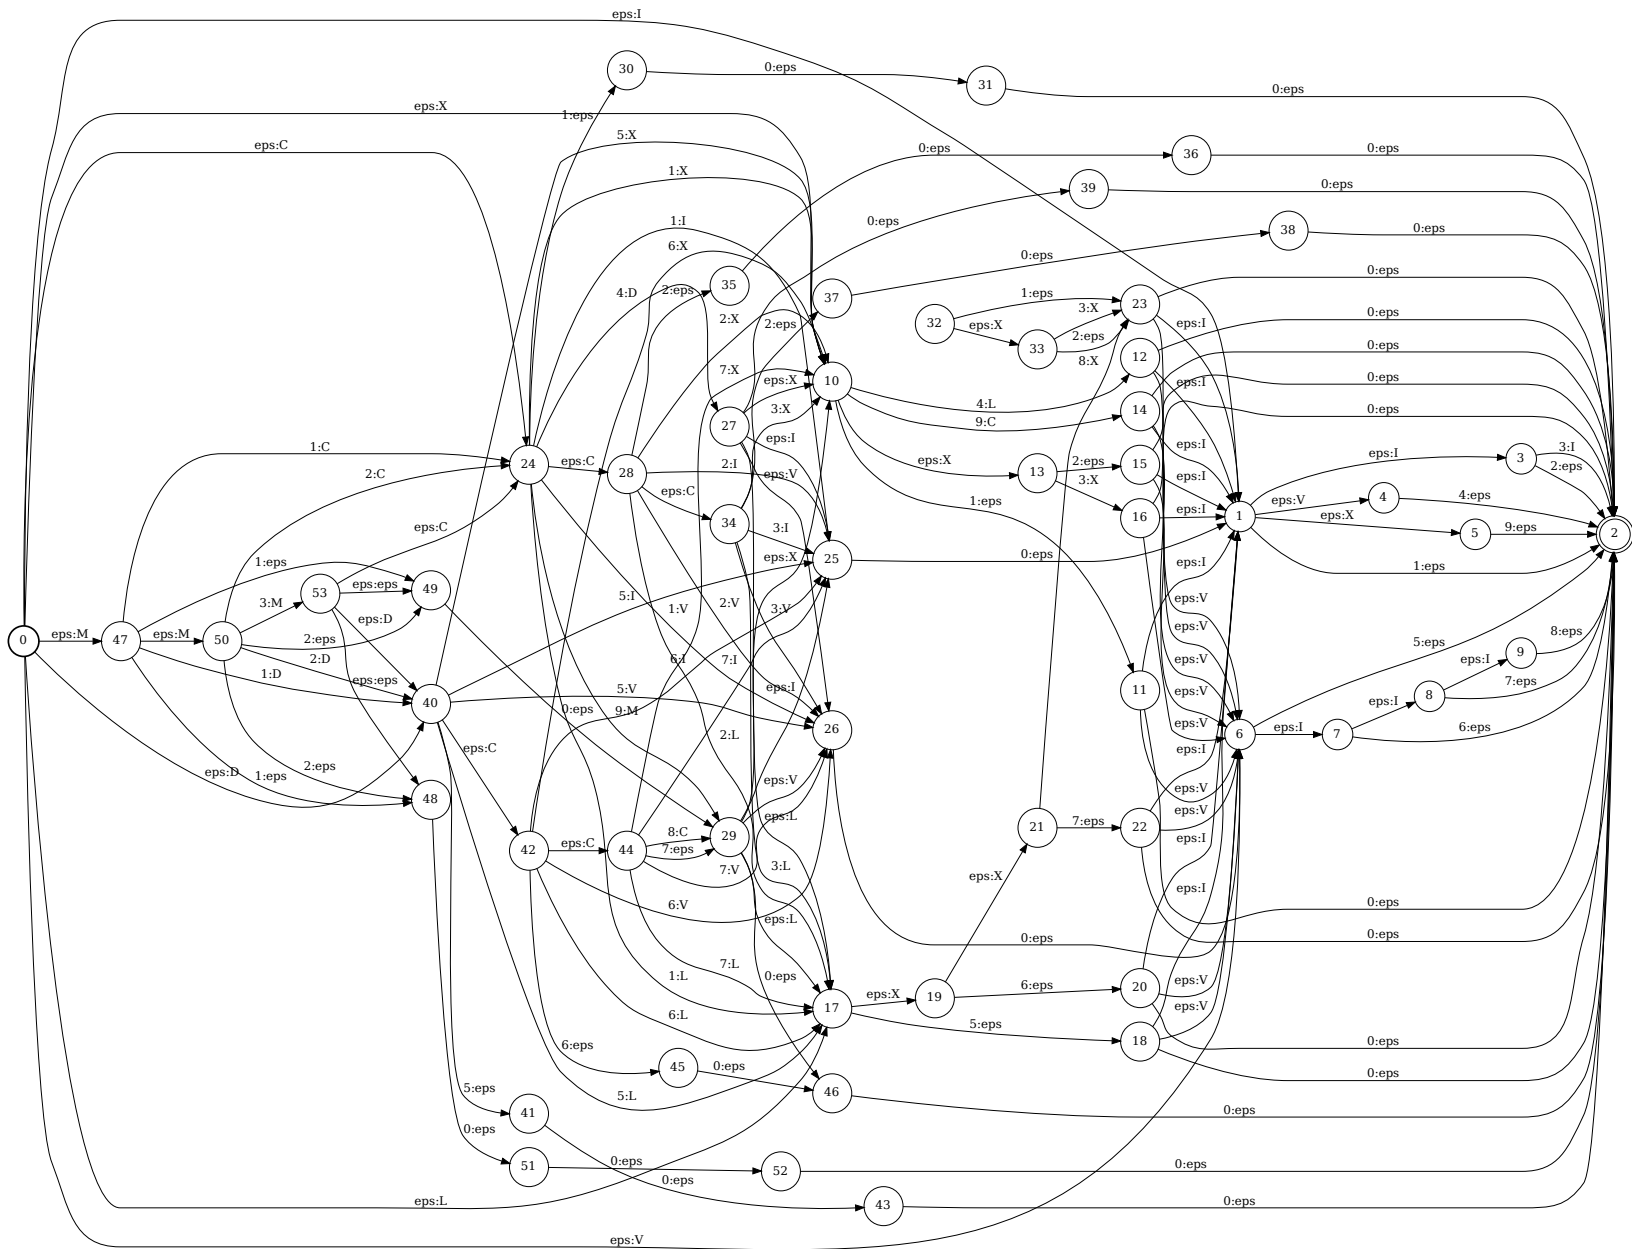 eps:I
30
0:eps
31
0:eps
1:eps
eps:X
5:X
eps:C
1:X
0:eps
36
0:eps
39
0:eps
0:eps
1:I
38
0:eps
0:eps
6:X
4:D
2:eps
35
37
0:eps
32
1:eps
23
3:X
0:eps
eps:X
33
2:eps
8:X
eps:I
2:X
2:eps
12
0:eps
7:X
eps:X
10
eps:I
0:eps
4:L
14
0:eps
27
3:X
9:C
0:eps
eps:I
eps:I
1:C
24
eps:C
28
2:I
eps:V
eps:X
13
2:eps
15
eps:I
eps:I
3
3:I
2:eps
2:C
eps:C
34
3:I
1:eps
3:X
16
eps:I
1
eps:V
4
4:eps
eps:X
5
9:eps
2
eps:C
1:eps
eps:eps
49
3:M
53
eps:X
25
0:eps
eps:I
1:eps
5:I
1:V
2:V
3:V
eps:V
eps:D
0
eps:M
47
eps:M
50
2:eps
eps:V
5:eps
2:D
1:D
6:I
7:I
eps:V
eps:I
9
8:eps
eps:eps
40
5:V
9:M
0:eps
eps:I
11
eps:V
eps:I
8
7:eps
eps:C
2:L
26
eps:V
6
eps:I
7
6:eps
eps:I
eps:D
1:eps
2:eps
48
eps:V
eps:V
42
eps:C
44
8:C
7:eps
29
eps:L
21
7:eps
22
eps:V
eps:I
7:V
3:L
eps:X
eps:I
6:V
eps:L
0:eps
0:eps
0:eps
7:L
1:L
0:eps
eps:X
19
6:eps
20
eps:V
6:L
17
5:eps
18
eps:V
0:eps
0:eps
6:eps
45
0:eps
46
0:eps
5:eps
5:L
41
0:eps
51
0:eps
52
0:eps
0:eps
43
0:eps
eps:L
eps:V